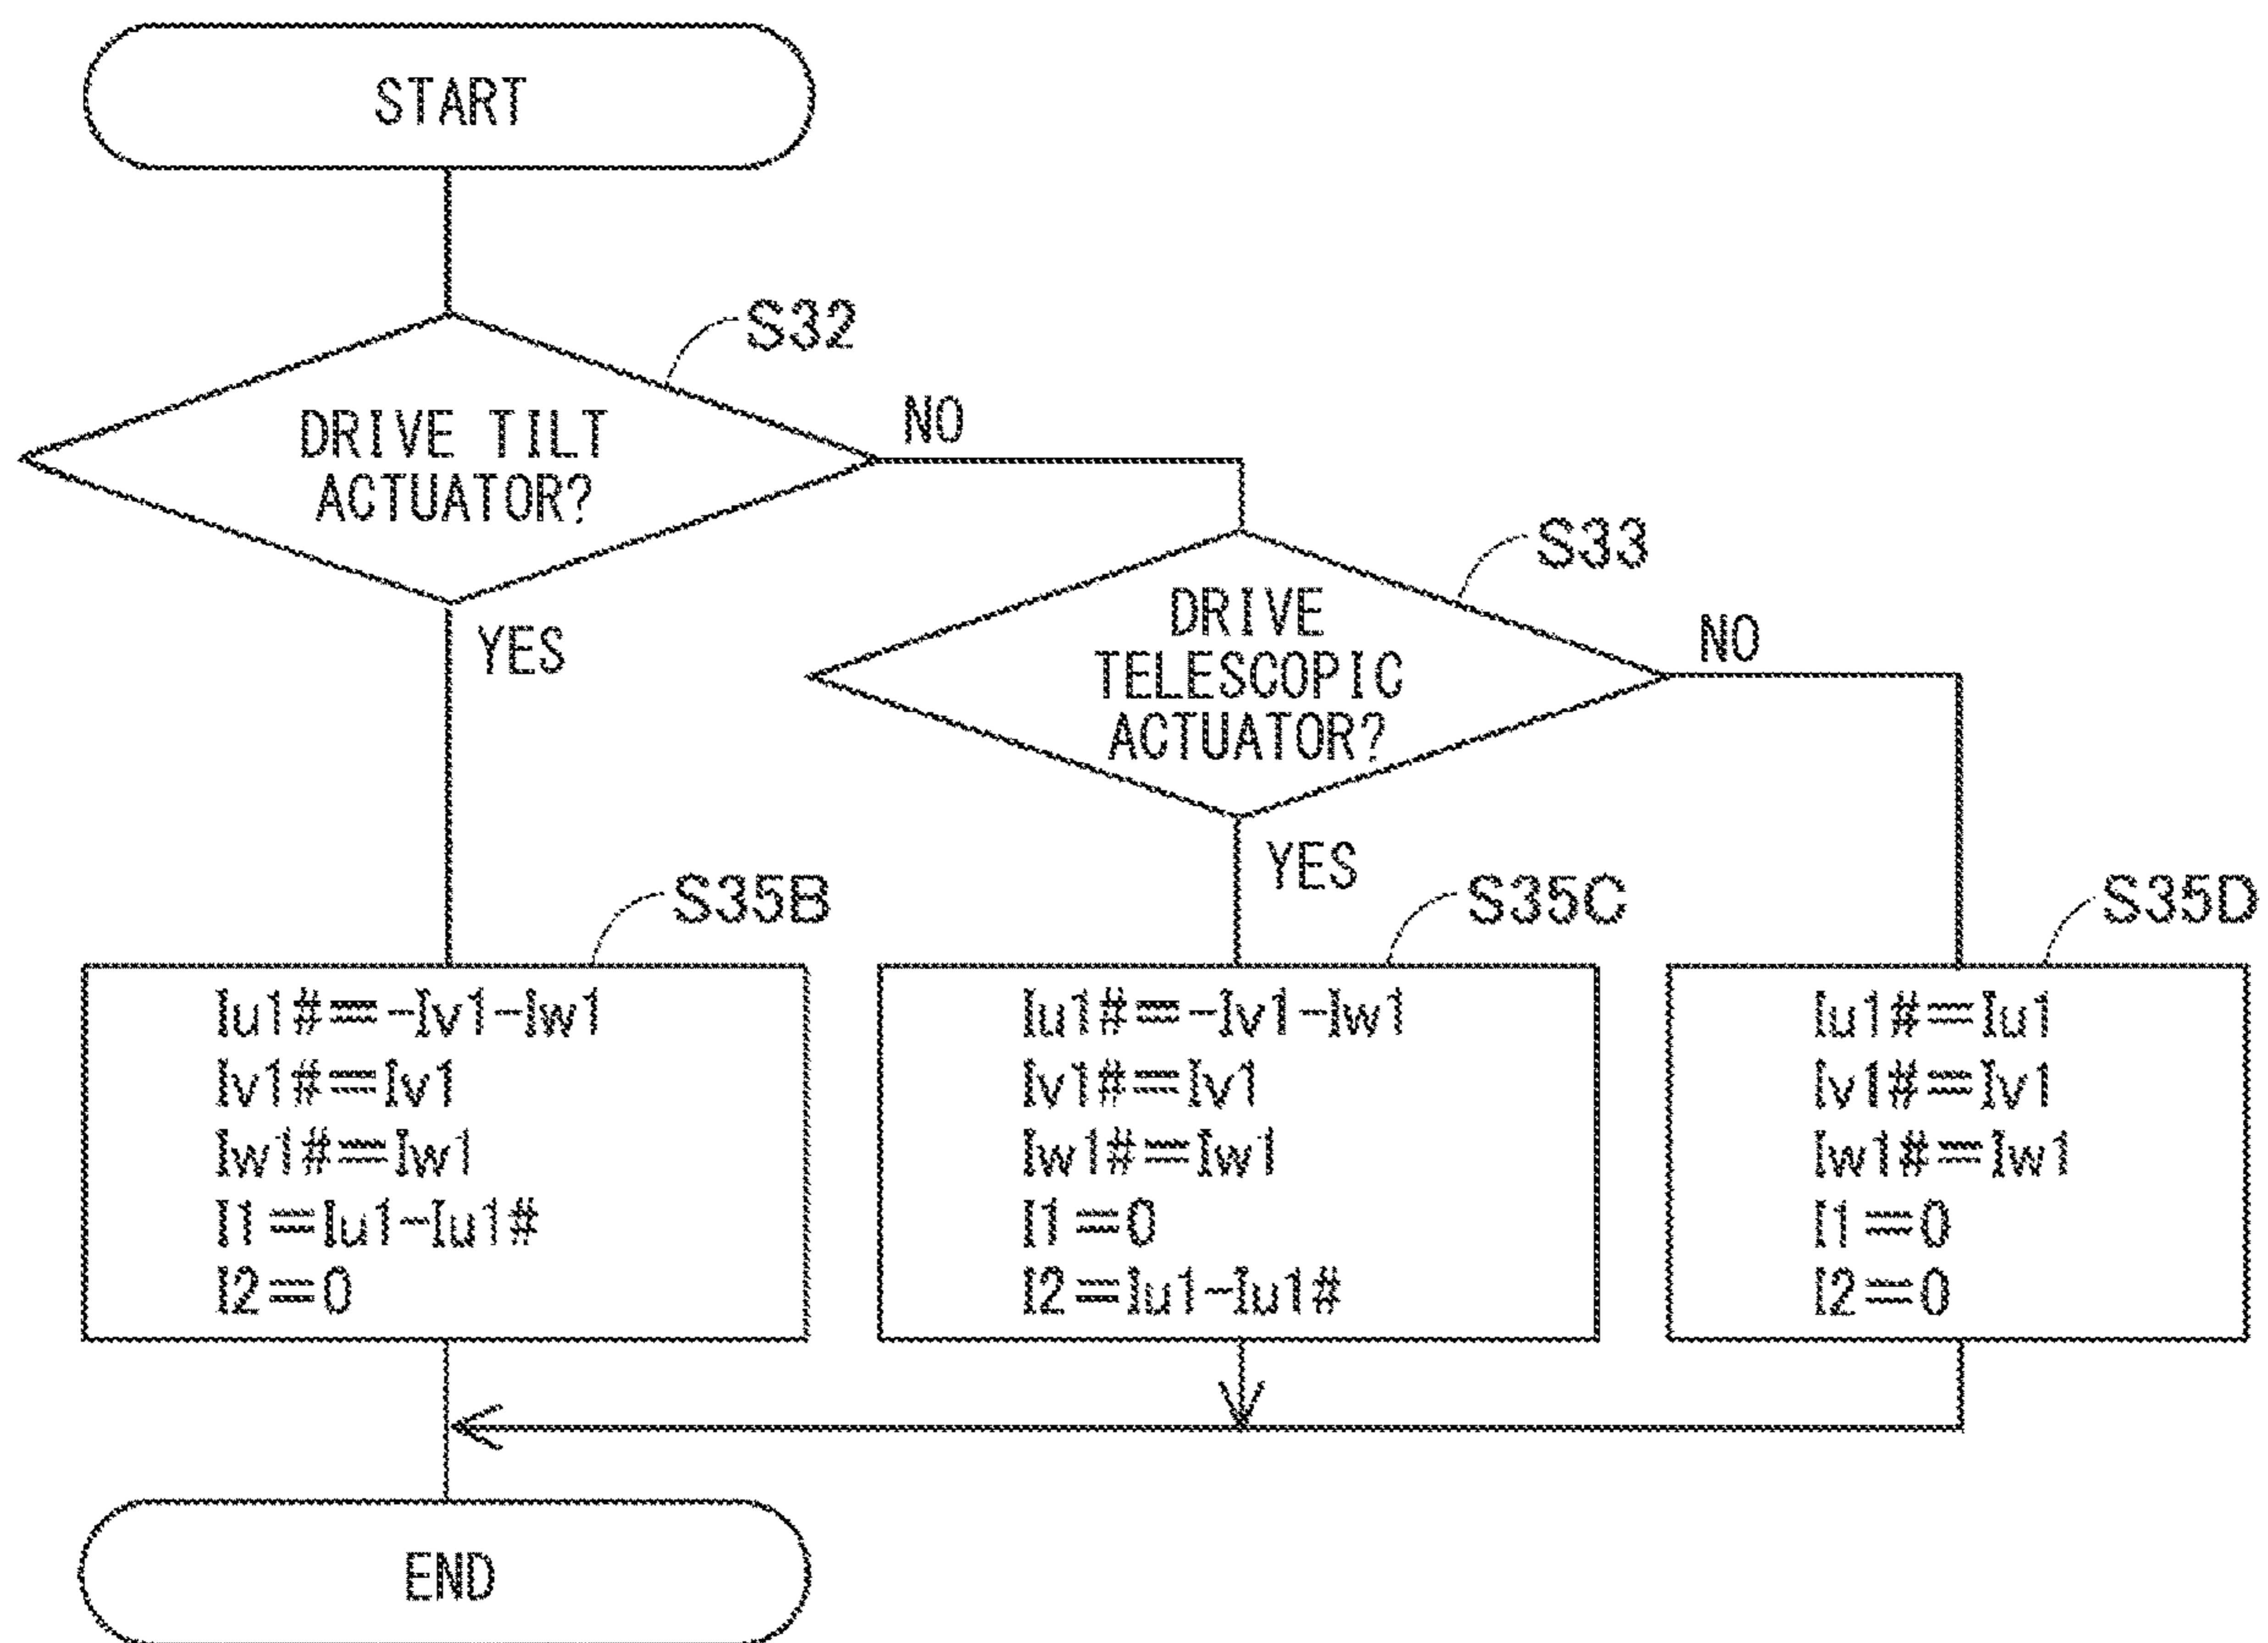 START
S32
DRIVE TILT
ACTUATOR?
NO
YES
S33
DRIVE
TELESCOPIC
ACTUATOR?
NO
YES
S35B
Iu1#=-Iv1-Iw1
Iv1#=Iv1
Iw1#=Iw1
I1=Iu1-Iu1#
I2=0
S35C
Iu1#=-Iv1-Iw1
Iv1#=Iv1
Iw1#=Iw1
I1=0
I2=Iu1-Iu1#
S35D
Iu1#=Iu1
Iv1#=Iv1
Iw1#=Iw1
I1=0
I2=0
END